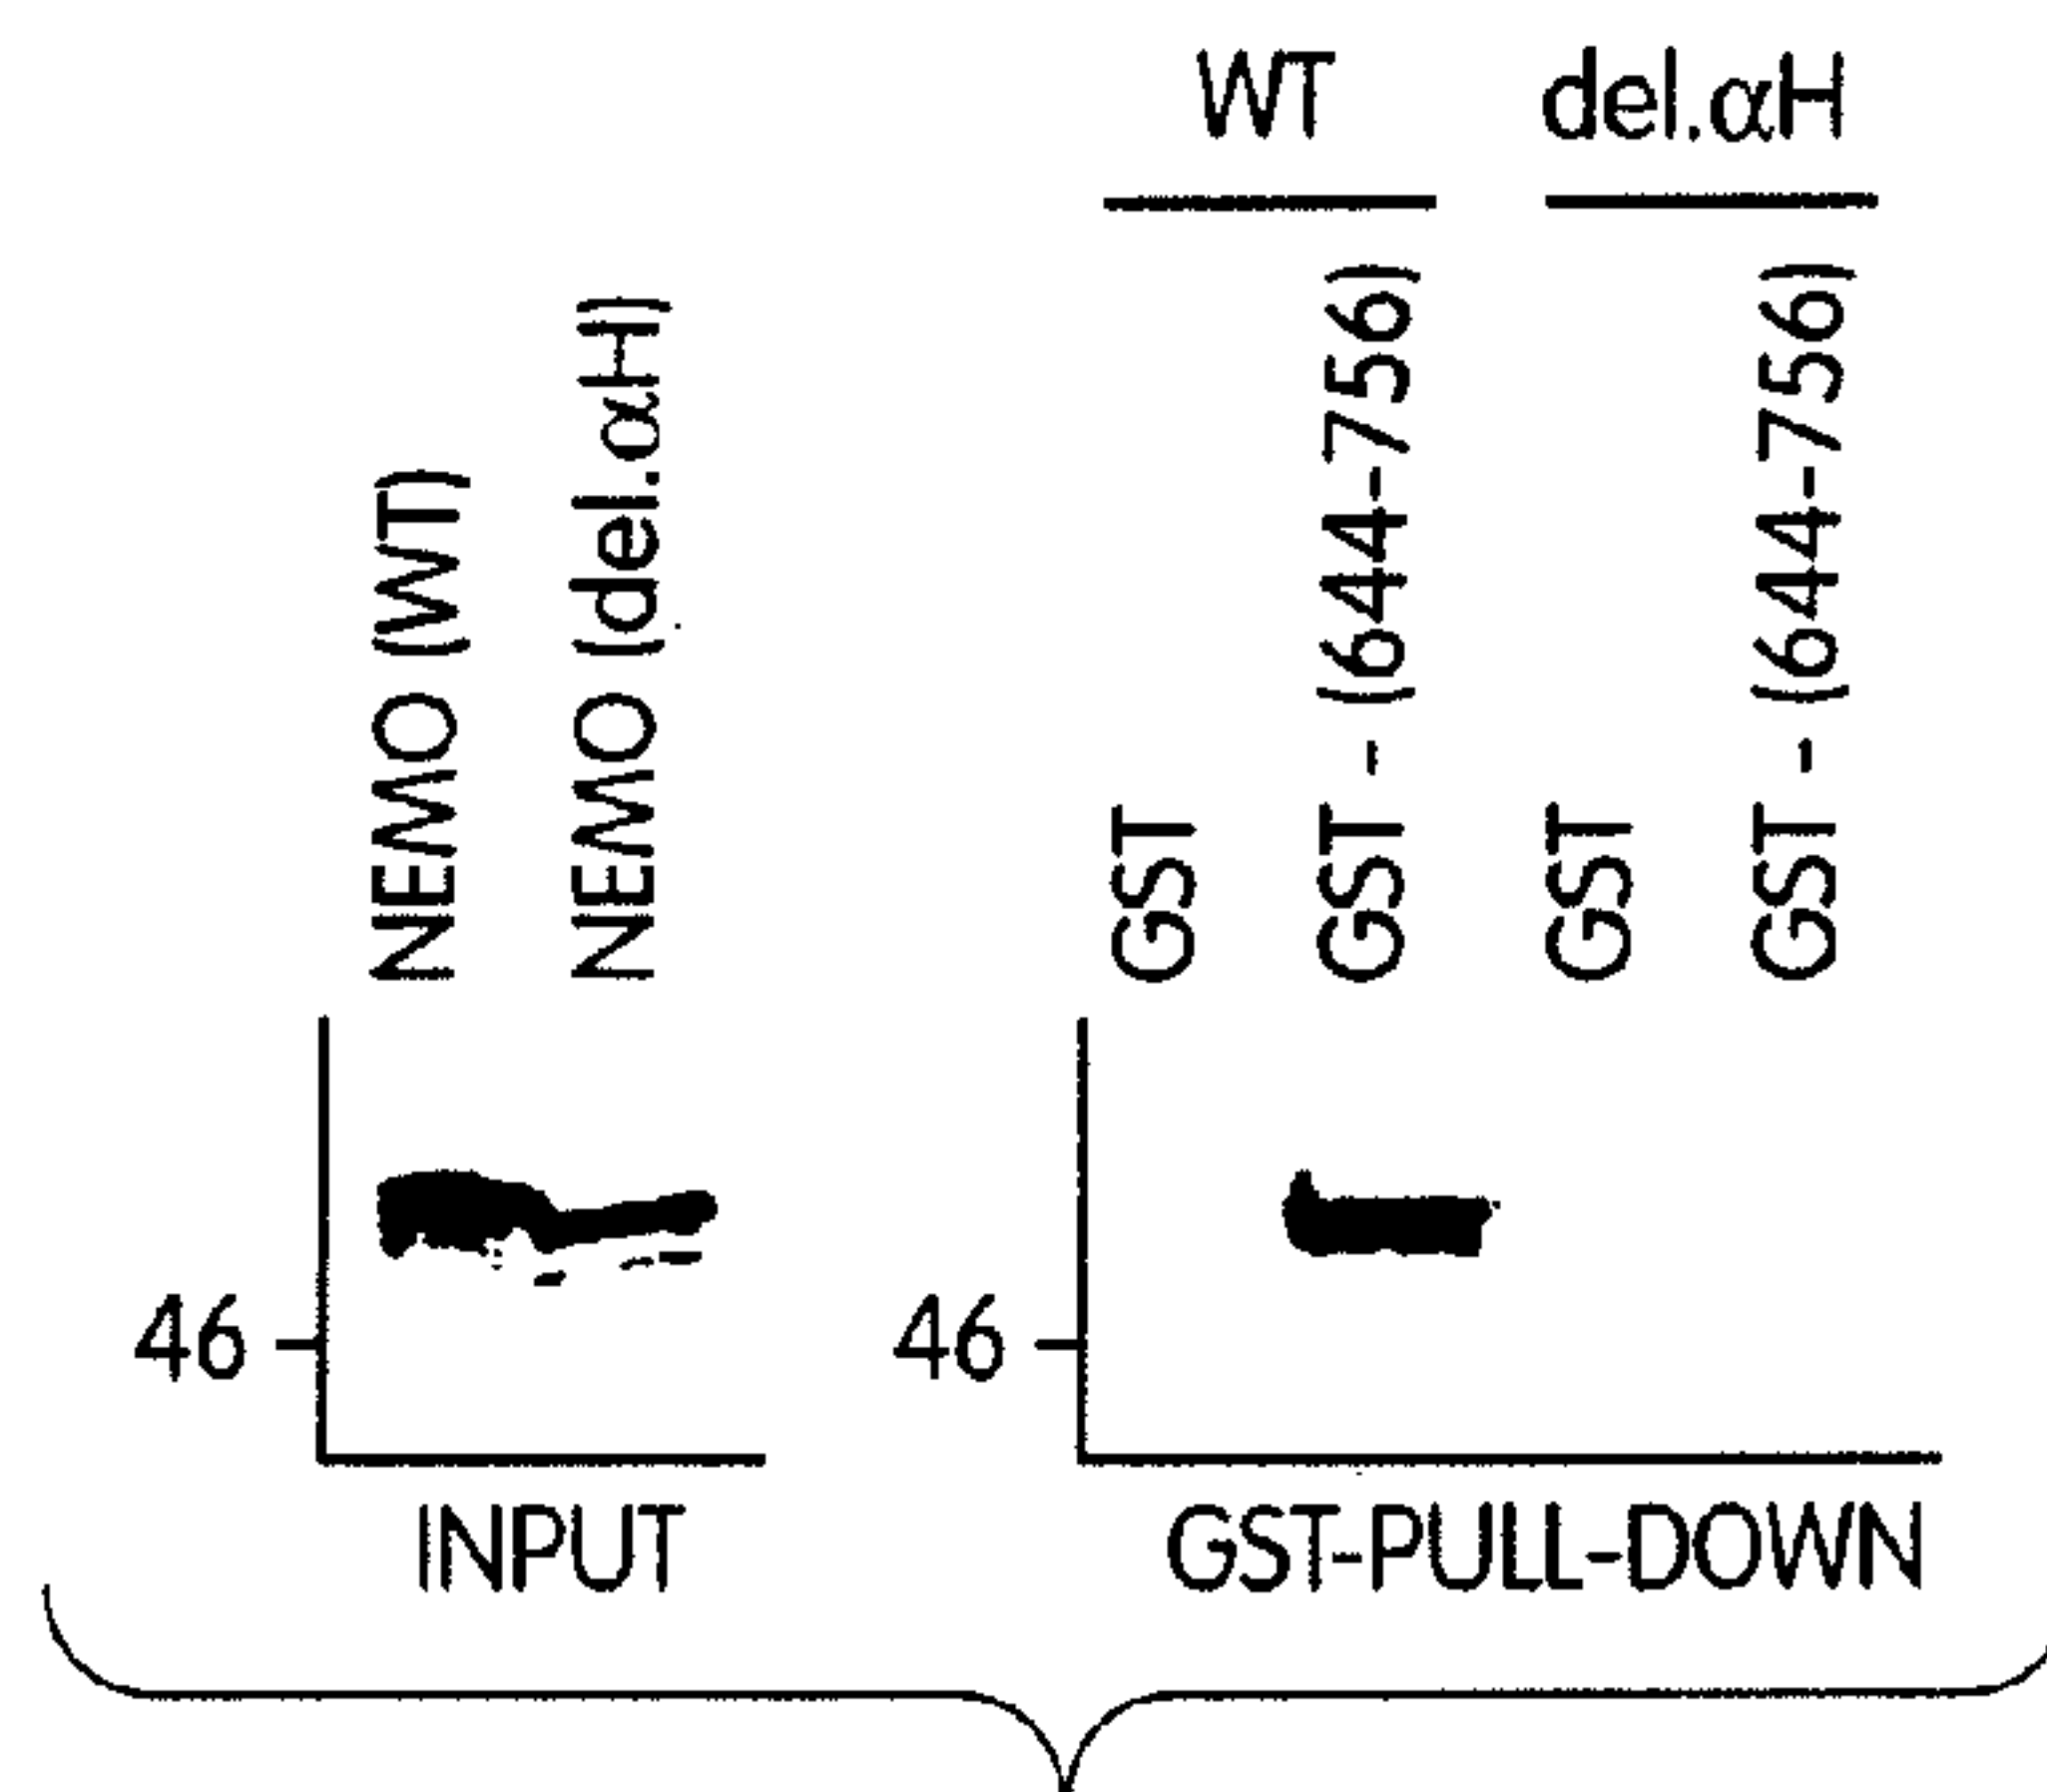 WT
del.αH
NEMO (WT)
NEMO (del.αH)
GST
GST - (644-756)
GST
GST - (644-756)
46
46
INPUT
GST-PULL-DOWN